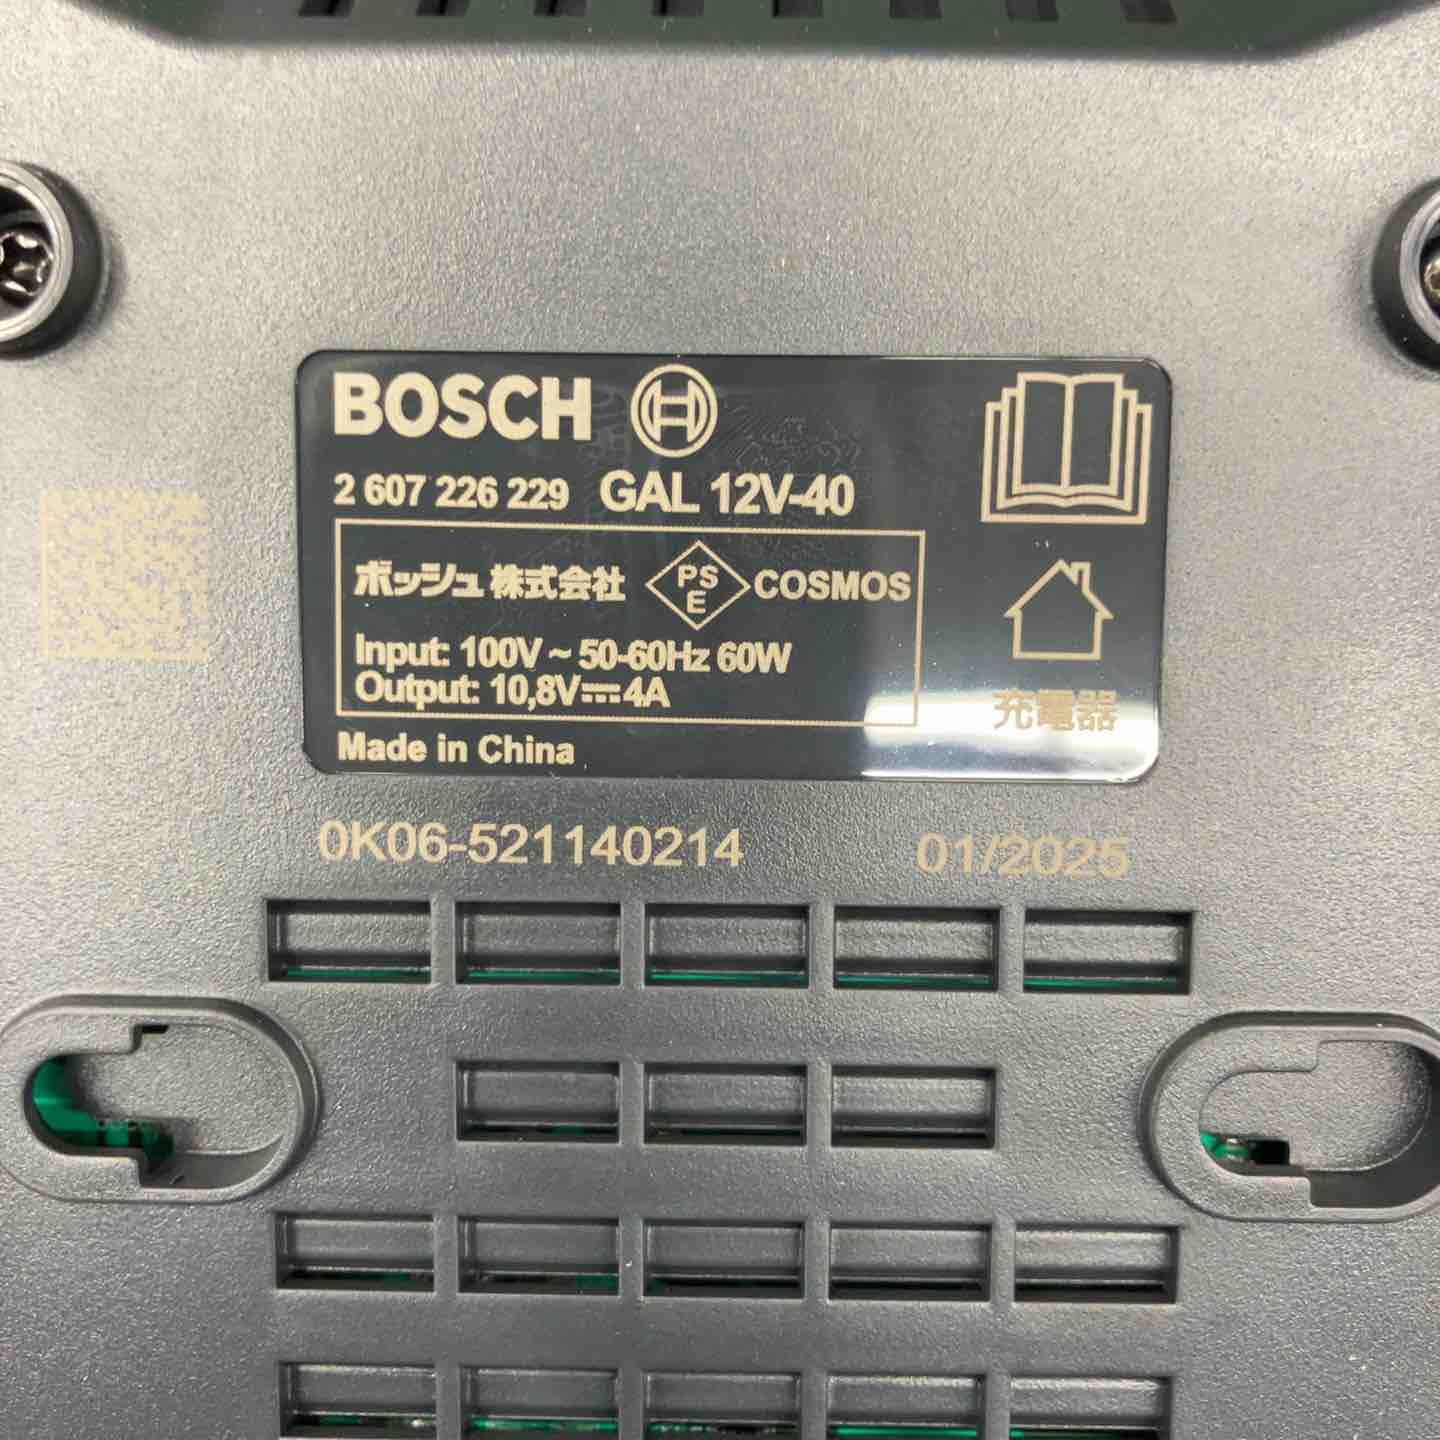 BOSCH
2 607 226 229 GAL 12V-40
ボッシュ 株式会社 PSE COSMOS
Input: 100V ~ 50-60Hz 60W
Output: 10,8V⎓4A
充電器
Made in China
0K06-521140214 01/2025